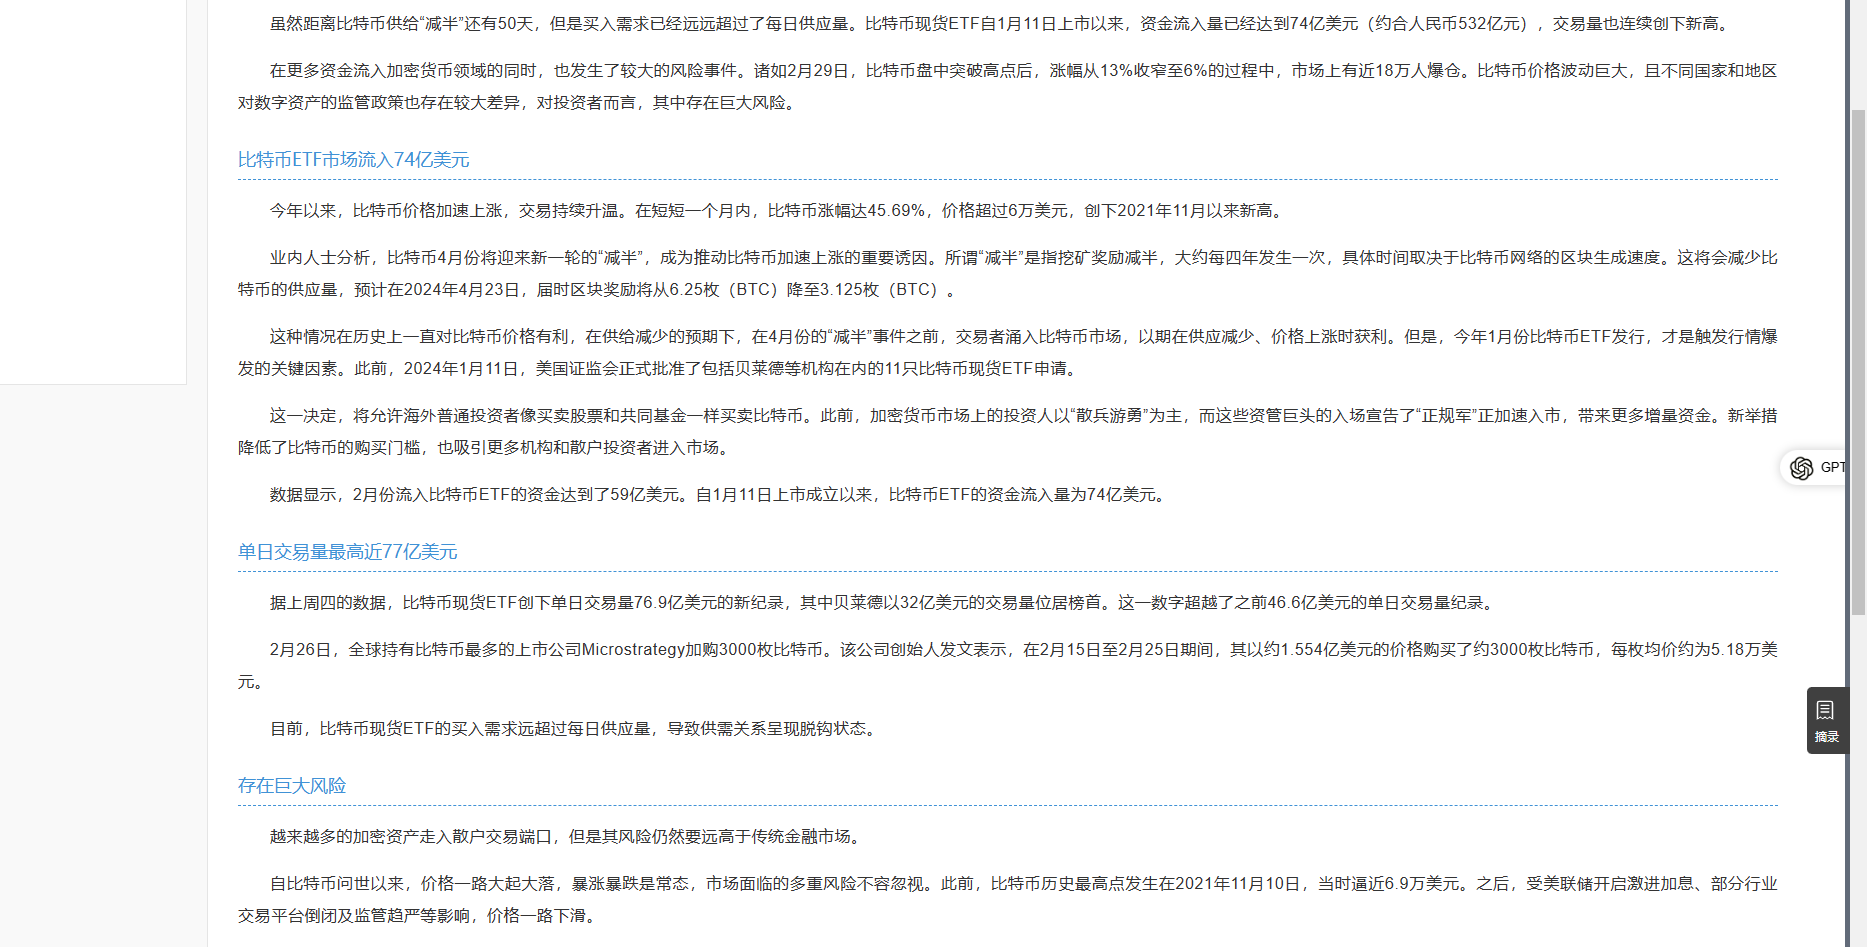 虽然距离比特币供给“减半”还有50天，但是买入需求已经远远超过了每日供应量。比特币现货ETF自1月11日上市以来，资金流入量已经达到74亿美元（约合人民币532亿元），交易量也连续创下新高。
在更多资金流入加密货币领域的同时，也发生了较大的风险事件。诸如2月29日，比特币盘中突破高点后，涨幅从13%收窄至6%的过程中，市场上有近18万人爆仓。比特币价格波动巨大，且不同国家和地区
对数字资产的监管政策也存在较大差异，对投资者而言，其中存在巨大风险。
比特币ETF市场流入74亿美元
今年以来，比特币价格加速上涨，交易持续升温。在短短一个月内，比特币涨幅达45.69%，价格超过6万美元，创下2021年11月以来新高。
业内人士分析，比特币4月份将迎来新一轮的“减半”，成为推动比特币加速上涨的重要诱因。所谓“减半”是指挖矿奖励减半，大约每四年发生一次，具体时间取决于比特币网络的区块生成速度。这将会减少比
特币的供应量，预计在2024年4月23日，届时区块奖励将从6.25枚（BTC）降至3.125枚（BTC）。
这种情况在历史上一直对比特币价格有利，在供给减少的预期下，在4月份的“减半”事件之前，交易者涌入比特币市场，以期在供应减少、价格上涨时获利。但是，今年1月份比特币ETF发行，才是触发行情爆
发的关键因素。此前，2024年1月11日，美国证监会正式批准了包括贝莱德等机构在内的11只比特币现货ETF申请。
这一决定，将允许海外普通投资者像买卖股票和共同基金一样买卖比特币。此前，加密货币市场上的投资人以“散兵游勇”为主，而这些资管巨头的入场宣告了“正规军”正加速入市，带来更多增量资金。新举措
降低了比特币的购买门槛，也吸引更多机构和散户投资者进入市场。
GPT
数据显示，2月份流入比特币ETF的资金达到了59亿美元。自1月11日上市成立以来，比特币ETF的资金流入量为74亿美元。
单日交易量最高近77亿美元
据上周四的数据，比特币现货ETF创下单日交易量76.9亿美元的新纪录，其中贝莱德以32亿美元的交易量位居榜首。这一数字超越了之前46.6亿美元的单日交易量纪录。
2月26日，全球持有比特币最多的上市公司Microstrategy加购3000枚比特币。该公司创始人发文表示，在2月15日至2月25日期间，其以约1.554亿美元的价格购买了约3000枚比特币，每枚均价约为5.18万美
元。
目前，比特币现货ETF的买入需求远超过每日供应量，导致供需关系呈现脱钩状态。
摘录
存在巨大风险
越来越多的加密资产走入散户交易端口，但是其风险仍然要远高于传统金融市场。
自比特币问世以来，价格一路大起大落，暴涨暴跌是常态，市场面临的多重风险不容忽视。此前，比特币历史最高点发生在2021年11月10日，当时逼近6.9万美元。之后，受美联储开启激进加息、部分行业
交易平台倒闭及监管趋严等影响，价格一路下滑。